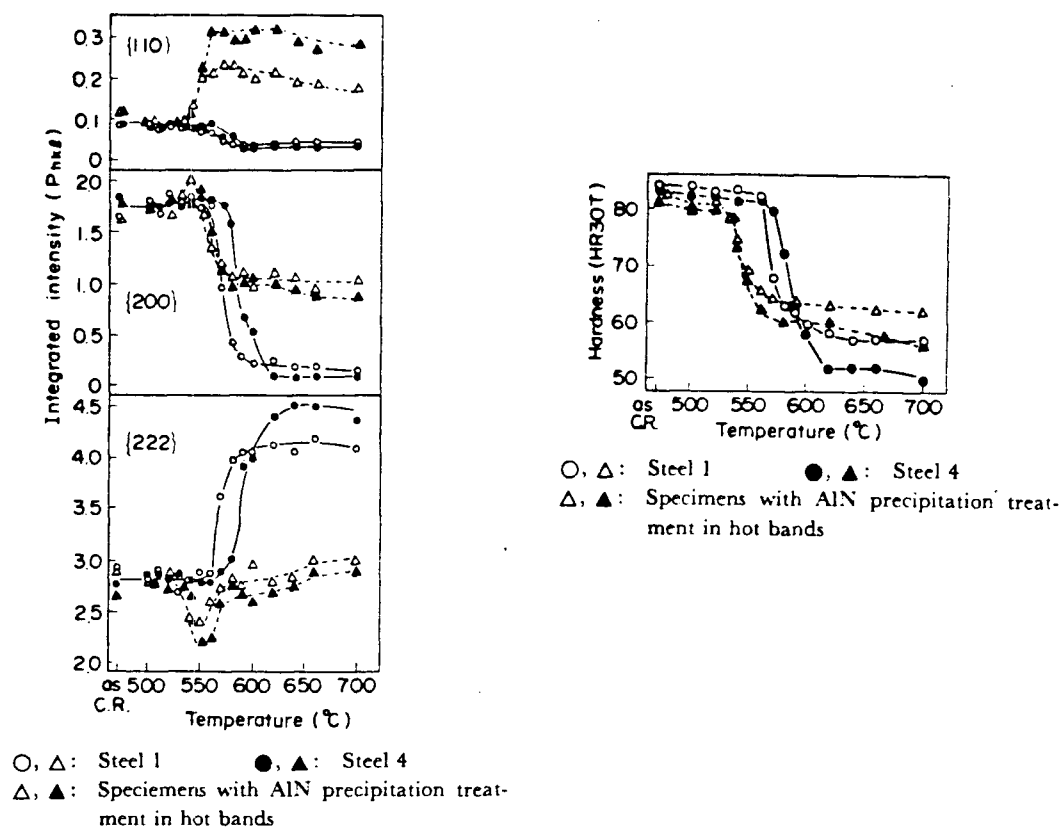 Integrated intensity (Phkl)
0.3
0.2
0.1
0
{110}
2.0
1.5
1.0
0.5
0
{200}
4.5
4.0
3.5
3.0
2.5
2.0
{222}
as C.R.
500
550
600
650
700
Temperature (°C)
○, △: Steel 1 ●, ▲: Steel 4
△, ▲: Speciemens with AlN precipitation treat-
ment in hot bands
Hardness (HR30T)
80
70
60
50
as C.R.
500
550
600
650
700
Temperature (°C)
○, △: Steel 1 ●, ▲: Steel 4
△, ▲: Specimens with AlN precipitation treat-
ment in hot bands